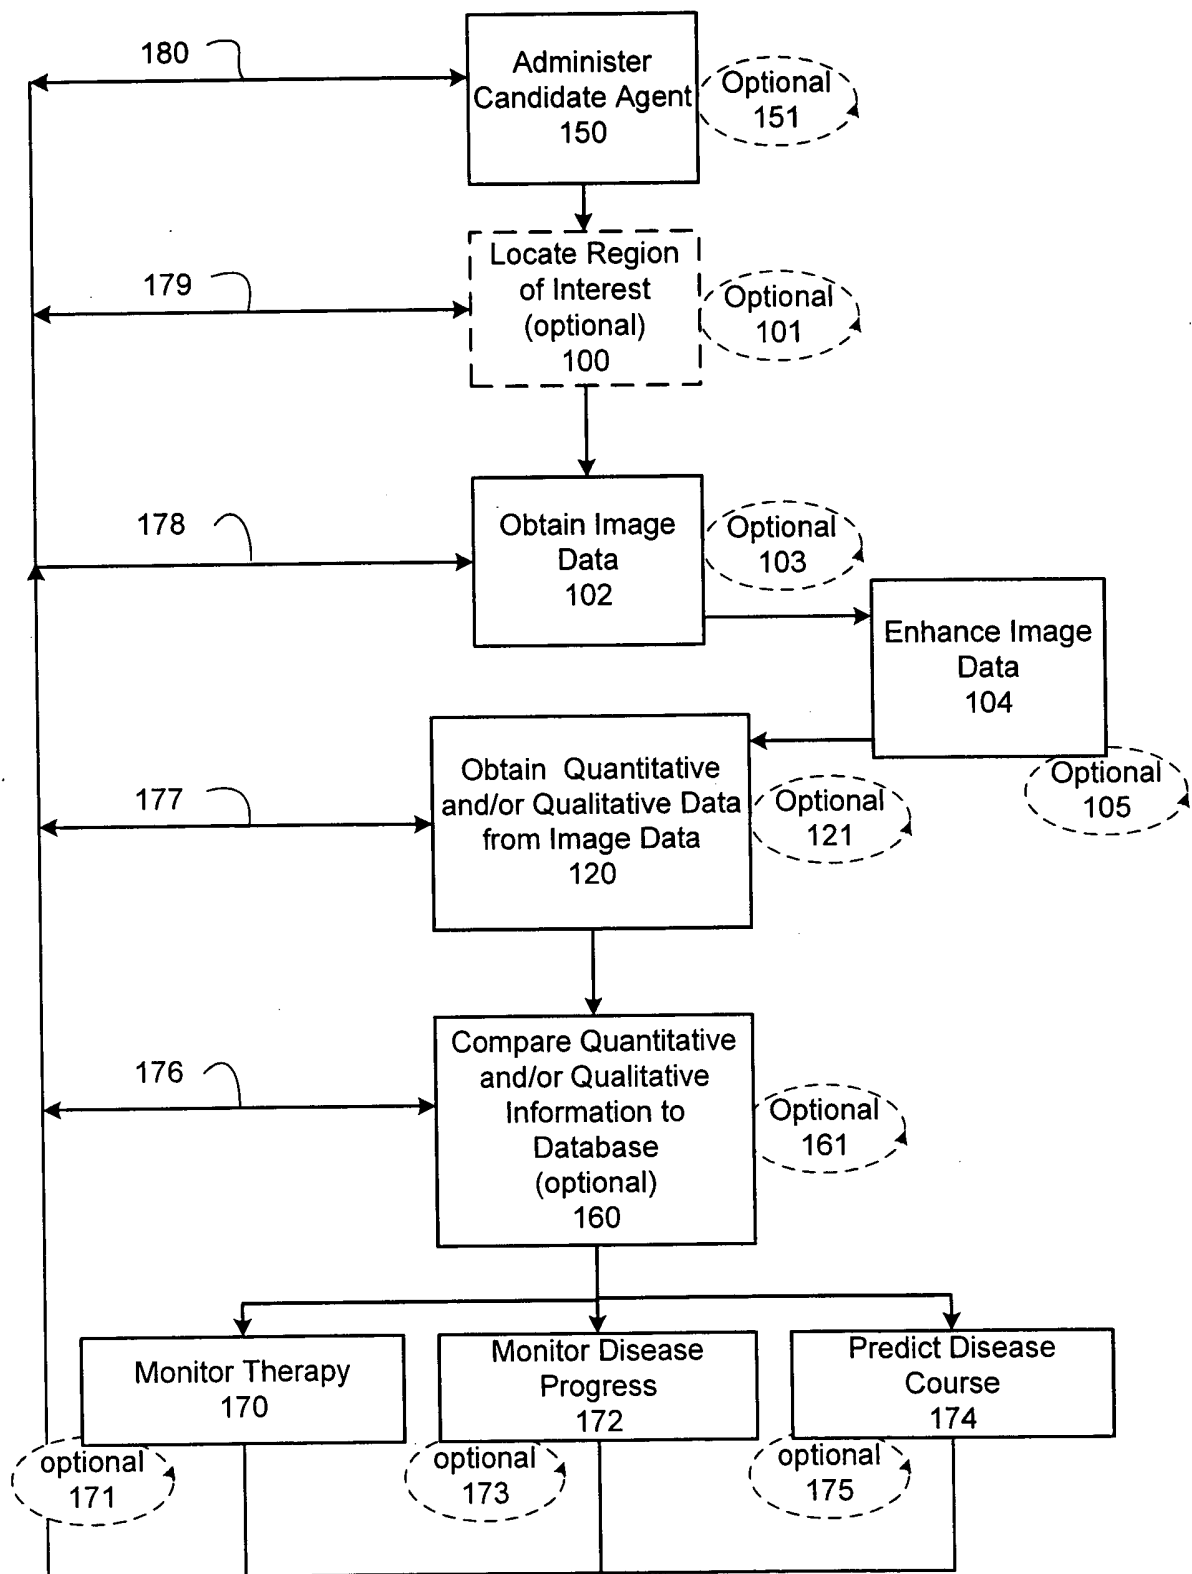 180
Administer
Candidate Agent
150
Optional
151
179
Locate Region
of Interest
(optional)
100
Optional
101
178
Obtain Image
Data
102
Optional
103
Enhance Image
Data
104
Optional
105
177
Obtain Quantitative
and/or Qualitative Data
from Image Data
120
Optional
121
176
Compare Quantitative
and/or Qualitative
Information to
Database
(optional)
160
Optional
161
Monitor Therapy
170
optional
171
Monitor Disease
Progress
172
optional
173
Predict Disease
Course
174
optional
175